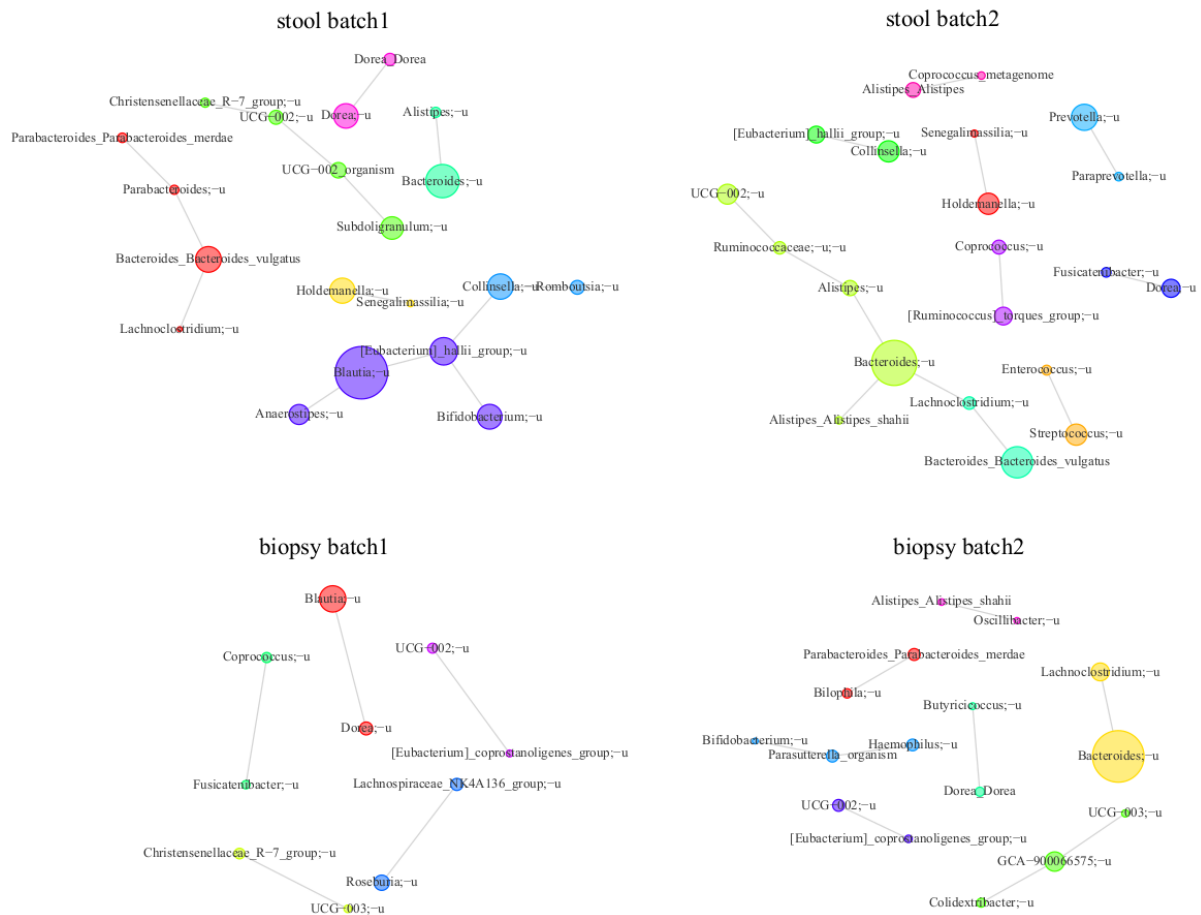 stool batch1
Dorea_Dorea
Christensenellaceae_R−7_group;−u
UCG−002;−u
Dorea;−u
Alistipes;−u
Parabacteroides_Parabacteroides_merdae
UCG−002_organism
Bacteroides;−u
Parabacteroides;−u
Subdoligranulum;−u
Bacteroides_Bacteroides_vulgatus
Holdemanella;−u
Senegalimassilia;−u
Collinsella;−u
Romboutsia;−u
Lachnoclostridium;−u
[Eubacterium]_hallii_group;−u
Blautia;−u
Anaerostipes;−u
Bifidobacterium;−u
stool batch2
Coprococcus_metagenome
Alistipes_Alistipes
Prevotella;−u
[Eubacterium]_hallii_group;−u
Senegalimassilia;−u
Collinsella;−u
Paraprevotella;−u
UCG−002;−u
Holdemanella;−u
Ruminococcaceae;−u;−u
Coprococcus;−u
Fusicatenibacter;−u
Alistipes;−u
Dorea;−u
[Ruminococcus]_torques_group;−u
Bacteroides;−u
Enterococcus;−u
Lachnoclostridium;−u
Alistipes_Alistipes_shahii
Streptococcus;−u
Bacteroides_Bacteroides_vulgatus
biopsy batch1
Blautia;−u
Coprococcus;−u
UCG−002;−u
Dorea;−u
[Eubacterium]_coprostanoligenes_group;−u
Fusicatenibacter;−u
Lachnospiraceae_NK4A136_group;−u
Christensenellaceae_R−7_group;−u
Roseburia;−u
UCG−003;−u
biopsy batch2
Alistipes_Alistipes_shahii
Oscillibacter;−u
Parabacteroides_Parabacteroides_merdae
Lachnoclostridium;−u
Bilophila;−u
Butyricicoccus;−u
Bifidobacterium;−u
Haemophilus;−u
Parasutterella_organism
Bacteroides;−u
Dorea_Dorea
UCG−002;−u
UCG−003;−u
[Eubacterium]_coprostanoligenes_group;−u
GCA−900066575;−u
Colidextribacter;−u